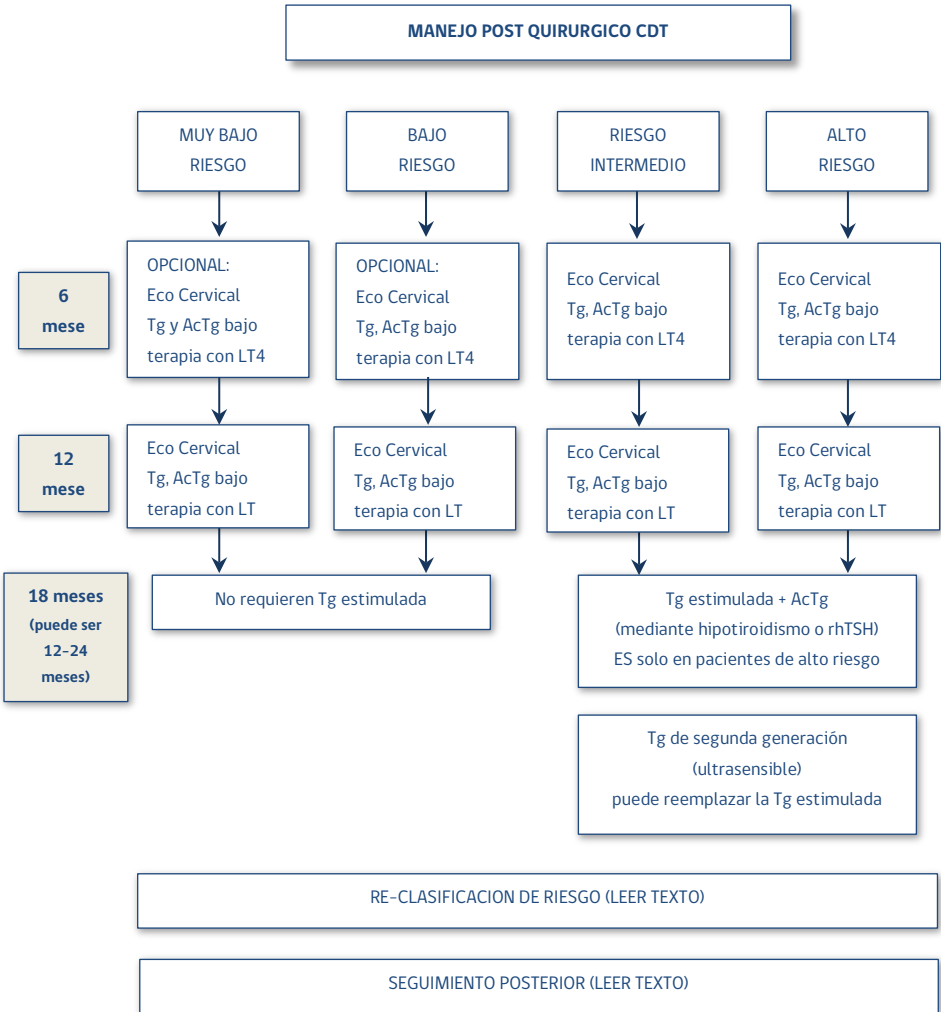 MANEJO POST QUIRURGICO CDT
MUY BAJO
RIESGO
BAJO
RIESGO
RIESGO
INTERMEDIO
ALTO
RIESGO
6
mese
OPCIONAL:
Eco Cervical
Tg y AcTg bajo
terapia con LT4
OPCIONAL:
Eco Cervical
Tg, AcTg bajo
terapia con LT4
Eco Cervical
Tg, AcTg bajo
terapia con LT4
Eco Cervical
Tg, AcTg bajo
terapia con LT4
12
mese
Eco Cervical
Tg, AcTg bajo
terapia con LT
Eco Cervical
Tg, AcTg bajo
terapia con LT
Eco Cervical
Tg, AcTg bajo
terapia con LT
Eco Cervical
Tg, AcTg bajo
terapia con LT
18 meses
(puede ser
12-24
meses)
No requieren Tg estimulada
Tg estimulada + AcTg
(mediante hipotiroidismo o rhTSH)
ES solo en pacientes de alto riesgo
Tg de segunda generación
(ultrasensible)
puede reemplazar la Tg estimulada
RE-CLASIFICACION DE RIESGO (LEER TEXTO)
SEGUIMIENTO POSTERIOR (LEER TEXTO)